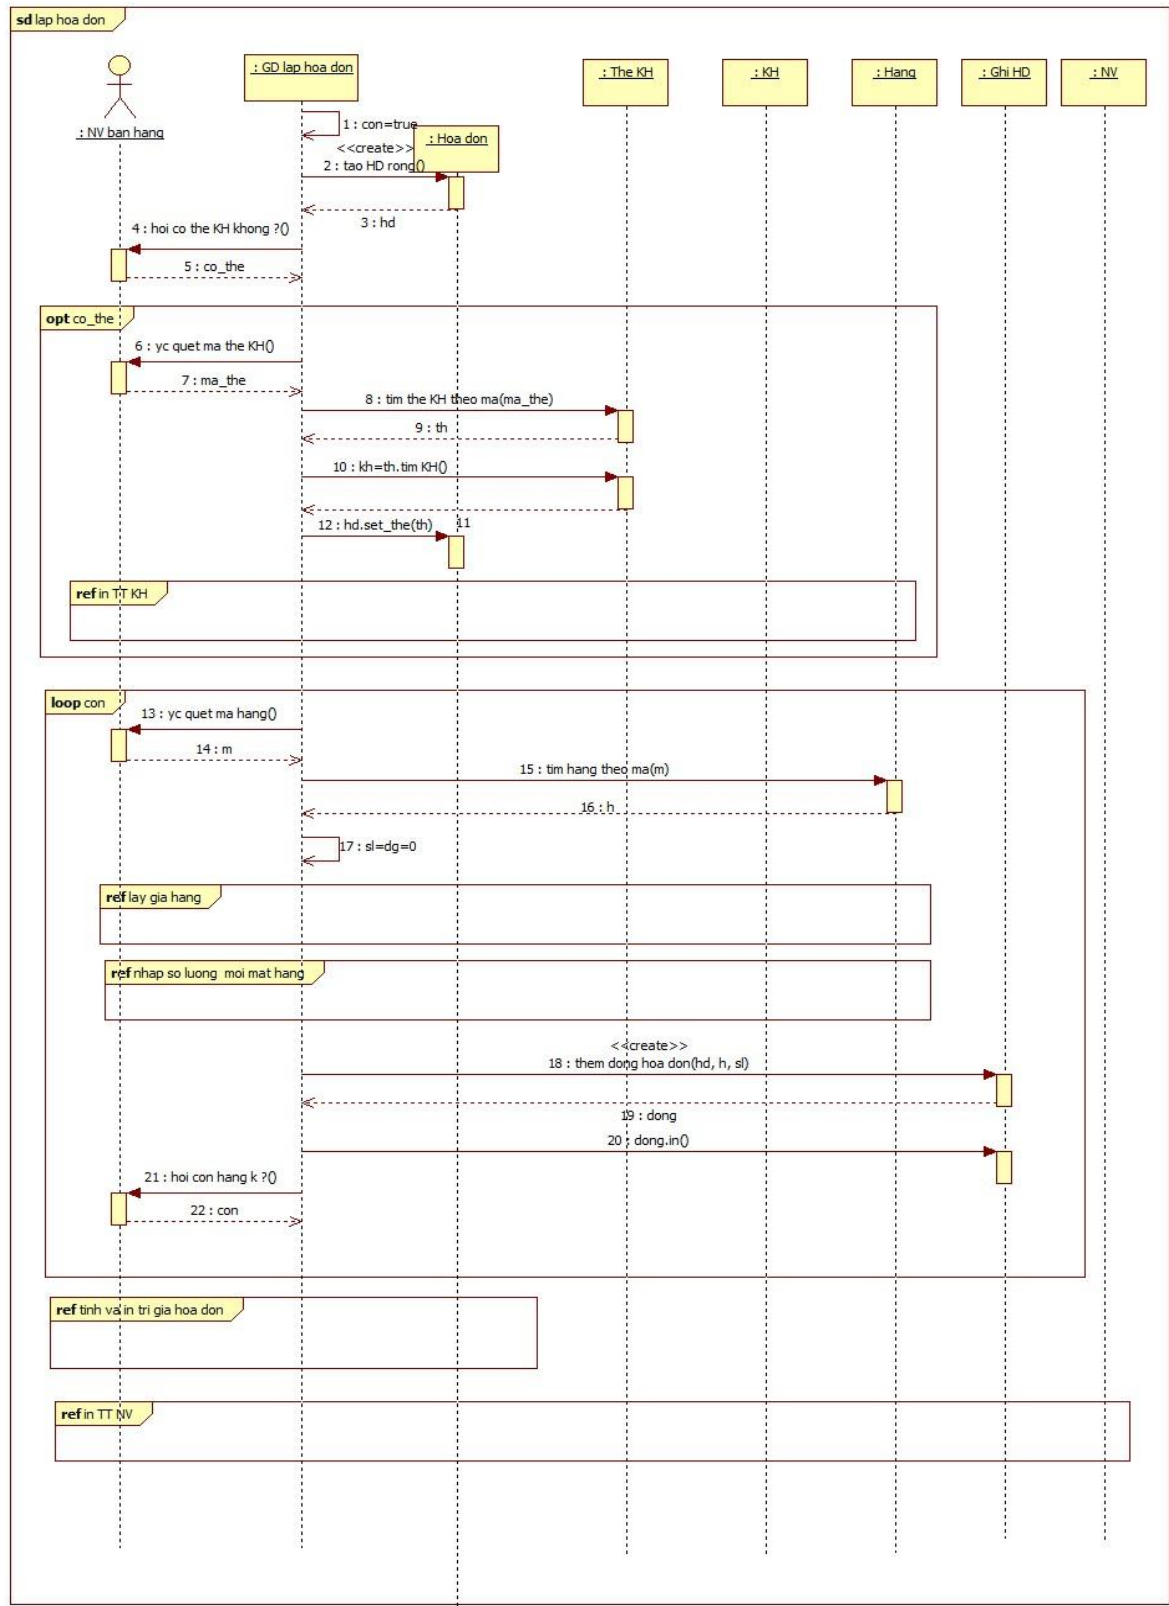 sd lap hoa don
: GD lap hoa don
: The KH
: KH
: Hang
: Ghi HD
: NV
: NV ban hang
1 : con=true
: Hoa don
<<create>>
2 : tao HD rong()
3 : hd
4 : hoi co the KH khong ?()
5 : co_the
opt co_the
6 : yc quet ma the KH()
7 : ma_the
8 : tim the KH theo ma(ma_the)
9 : th
10 : kh=th.tim KH()
11
12 : hd.set_the(th)
ref in TT KH
loop con
13 : yc quet ma hang()
14 : m
15 : tim hang theo ma(m)
16 : h
17 : sl=dg=0
ref lay gia hang
ref nhap so luong moi mat hang
<<create>>
18 : them dong hoa don(hd, h, sl)
19 : dong
20 : dong.in()
21 : hoi con hang k ?()
22 : con
ref tinh va in tri gia hoa don
ref in TT NV